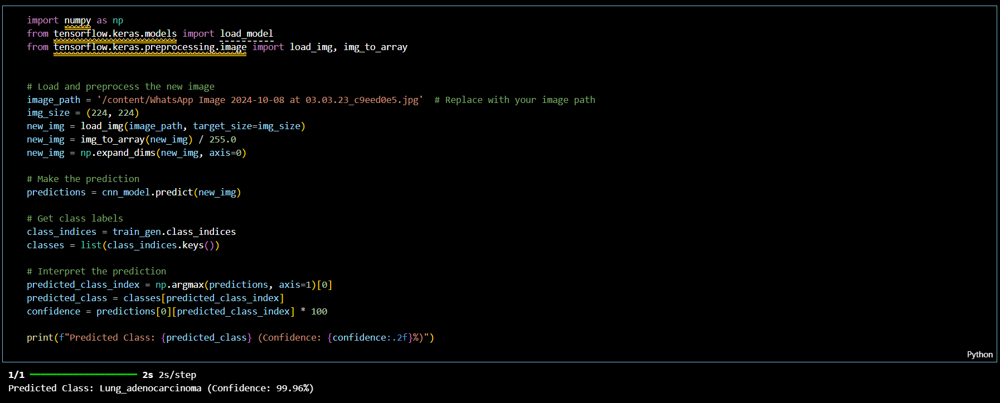 import numpy as np
from tensorflow.keras.models import load_model
from tensorflow.keras.preprocessing.image import load_img, img_to_array
# Load and preprocess the new image
image_path = '/content/WhatsApp Image 2024-10-08 at 03.03.23_c9eed0e5.jpg'  # Replace with your image path
img_size = (224, 224)
new_img = load_img(image_path, target_size=img_size)
new_img = img_to_array(new_img) / 255.0
new_img = np.expand_dims(new_img, axis=0)
# Make the prediction
predictions = cnn_model.predict(new_img)
# Get class labels
class_indices = train_gen.class_indices
classes = list(class_indices.keys())
# Interpret the prediction
predicted_class_index = np.argmax(predictions, axis=1)[0]
predicted_class = classes[predicted_class_index]
confidence = predictions[0][predicted_class_index] * 100
print(f"Predicted Class: {predicted_class} (Confidence: {confidence:.2f}%)")
Python
1/1 ━━━━━━━━━━━━━━━━━━━━ 2s 2s/step
Predicted Class: Lung_adenocarcinoma (Confidence: 99.96%)